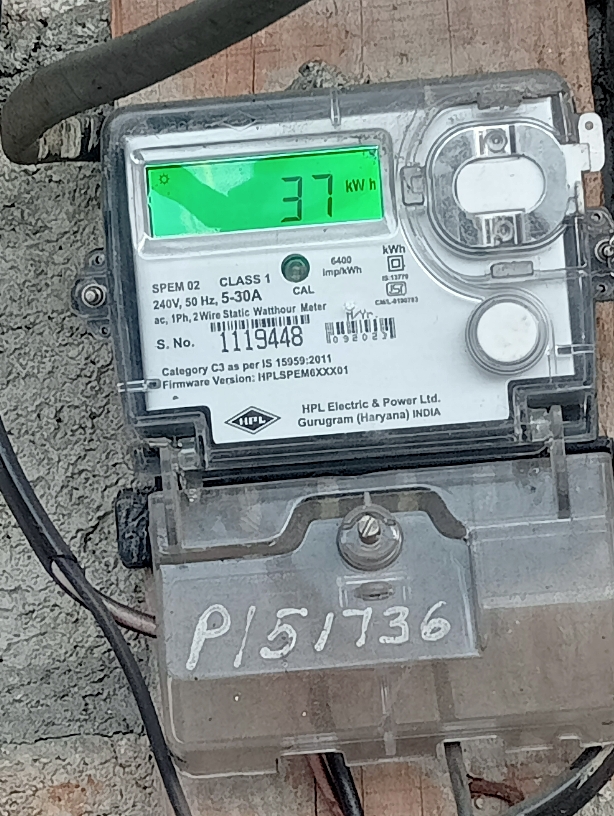 37 kWh
SPEM 02 CLASS 1
240V, 50 Hz, 5-30A
CAL
6400
imp/kWh
kWh
IS:13779
ISI
ac, 1Ph, 2Wire Static Watthour Meter
S. No. 1119448
092023
Category C3 as per IS 15959:2011
Firmware Version: HPLSPEM6XXX01
HPL
HPL Electric & Power Ltd.
Gurugram (Haryana) INDIA
P151736